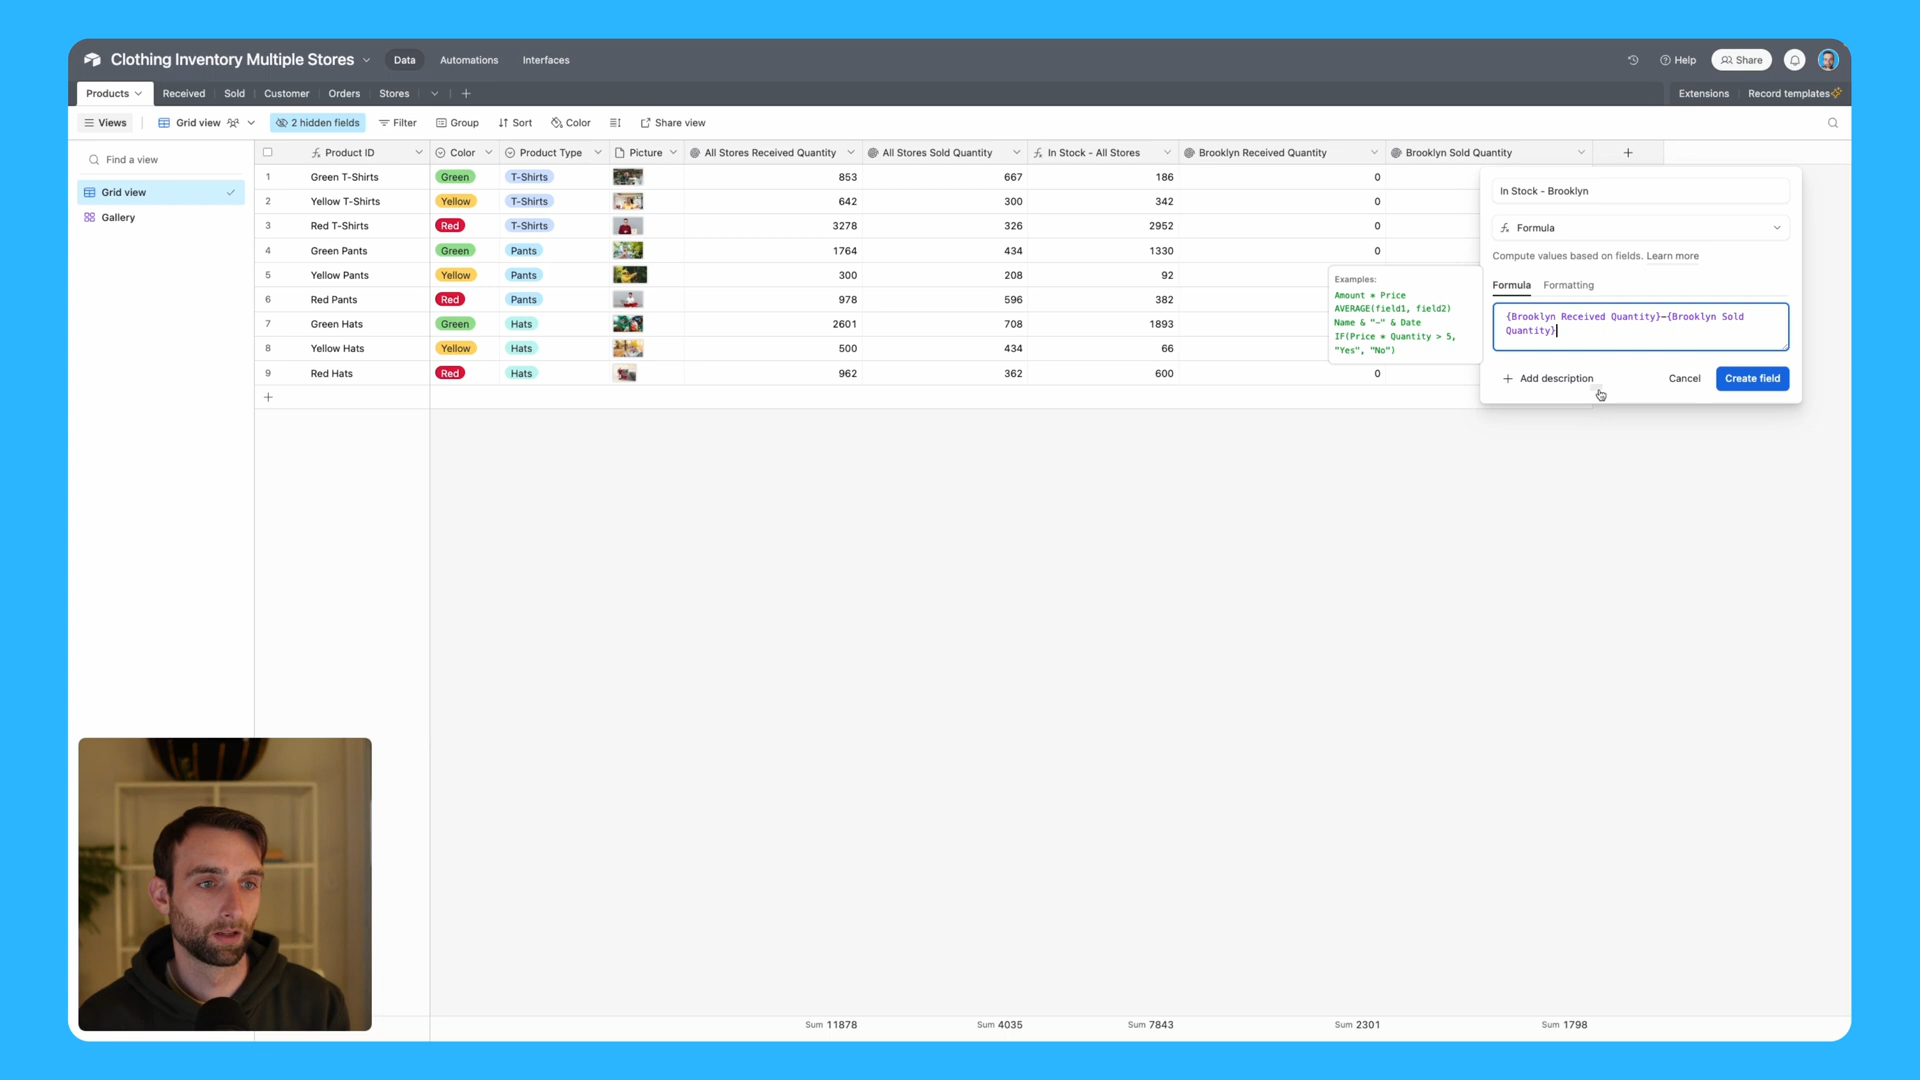 Clothing Inventory Multiple Stores Data Automations Interfaces Help Share
Products Received Sold Customer Orders Stores Extensions Record templates
Views Grid view 2 hidden fields Filter Group Sort Color Share view
Find a view
Grid view
Gallery
Product ID Color Product Type Picture All Stores Received Quantity All Stores Sold Quantity In Stock - All Stores Brooklyn Received Quantity Brooklyn Sold Quantity
1 Green T-Shirts Green T-Shirts 853 667 186 0
2 Yellow T-Shirts Yellow T-Shirts 642 300 342 0
3 Red T-Shirts Red T-Shirts 3278 326 2952 0
4 Green Pants Green Pants 1764 434 1330 0
5 Yellow Pants Yellow Pants 300 208 92
6 Red Pants Red Pants 978 596 382
7 Green Hats Green Hats 2601 708 1893
8 Yellow Hats Yellow Hats 500 434 66
9 Red Hats Red Hats 962 362 600 0
In Stock - Brooklyn
Formula
Compute values based on fields. Learn more
Formula Formatting
{Brooklyn Received Quantity}-{Brooklyn Sold
Quantity}
Add description Cancel Create field
Examples:
Amount * Price
AVERAGE(field1, field2)
Name & "-" & Date
IF(Price * Quantity > 5,
"Yes", "No")
Sum 11878 Sum 4035 Sum 7843 Sum 2301 Sum 1798